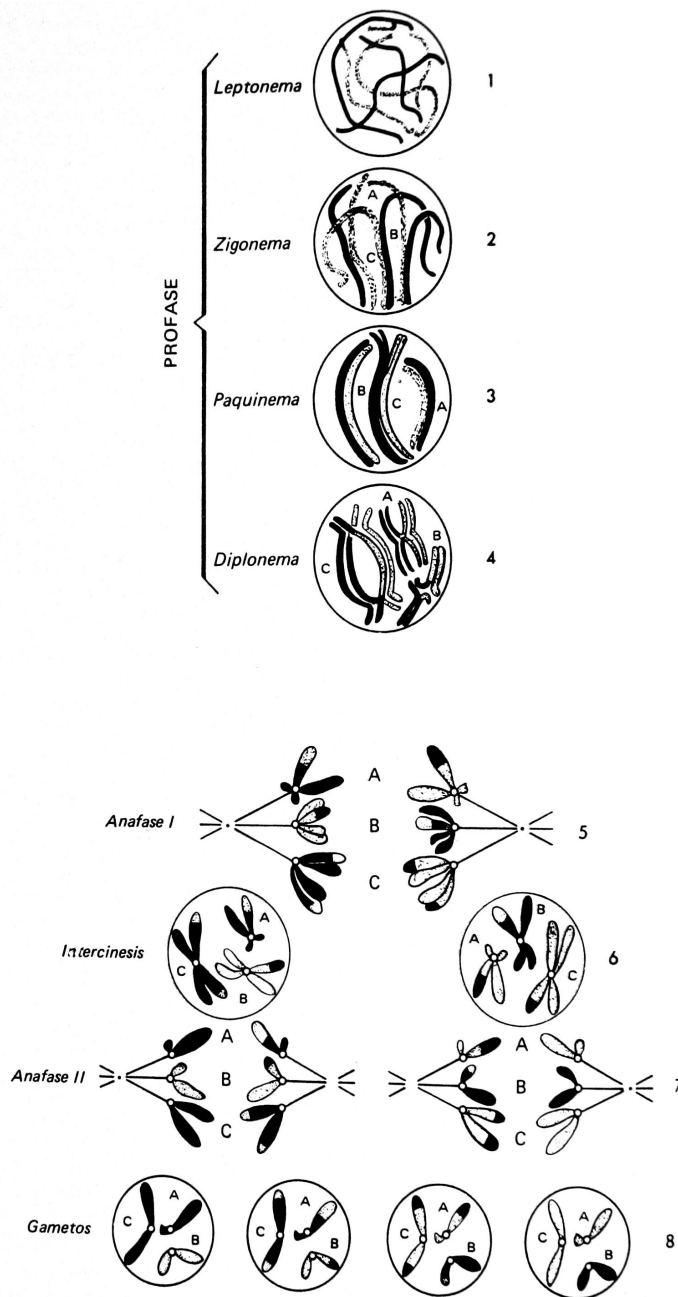 PROFASE
Leptonema
1
Zigonema
2
A
B
C
Paquinema
3
B
C
A
Diplonema
4
A
B
C
Anafase I
5
A
B
C
Intercinesis
6
A
C
B
B
A
C
Anafase II
7
A
B
C
A
B
C
Gametos
8
C
A
B
C
A
B
C
A
B
C
A
B